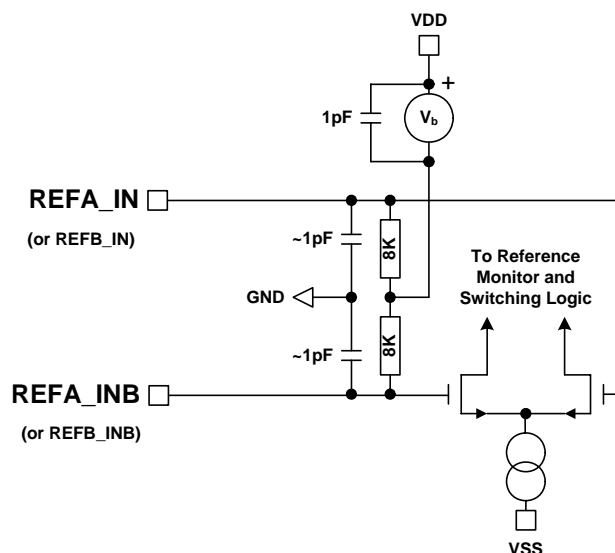 VDD
+
1pF
Vb
REFA_IN
(or REFB_IN)
~1pF
8K
To Reference
Monitor and
Switching Logic
GND
~1pF
8K
REFA_INB
(or REFB_INB)
VSS